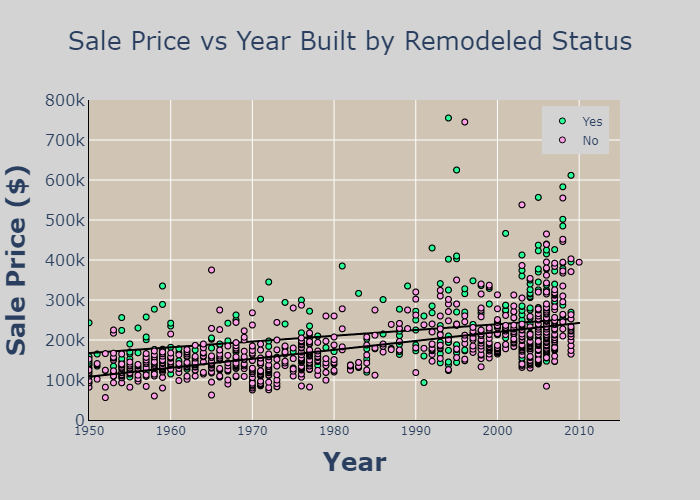 Sale Price vs Year Built by Remodeled Status
Yes
No
Sale Price ($)
800k
700k
600k
500k
400k
300k
200k
100k
0
1950
1960
1970
1980
1990
2000
2010
Year